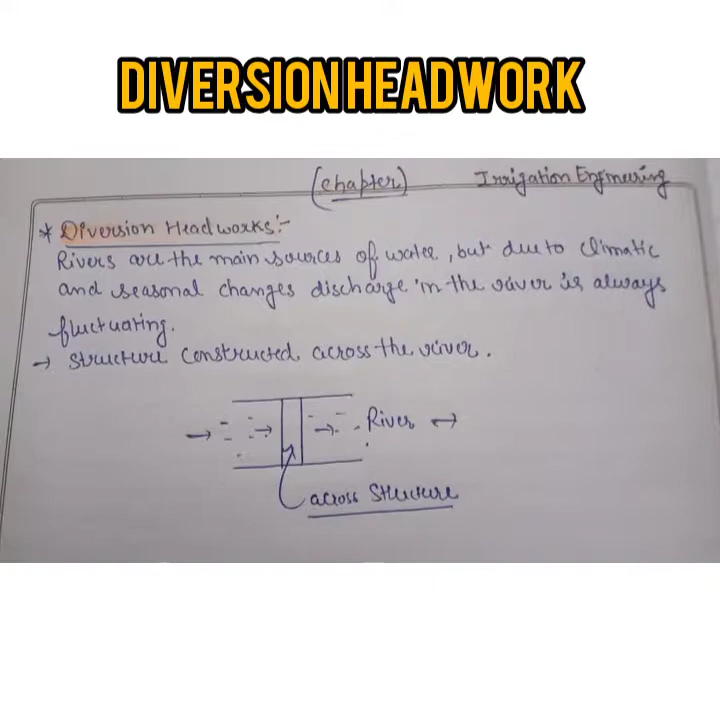 DIVERSION HEADWORK
(chapter)
Irrigation Engineering
* Diversion Headworks:-
Rivers are the main sources of water, but due to climatic
and seasonal changes discharge in the river is always
fluctuating.
→ Structure constructed across the river.
River
across Structure